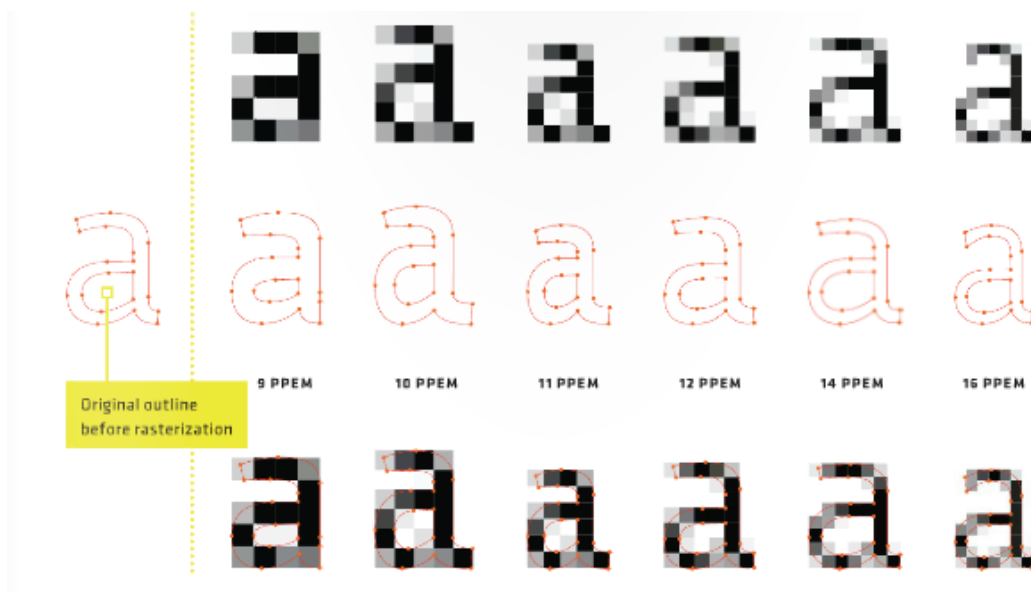 9 PPEM
10 PPEM
11 PPEM
12 PPEM
14 PPEM
16 PPEM
Original outline
before rasterization